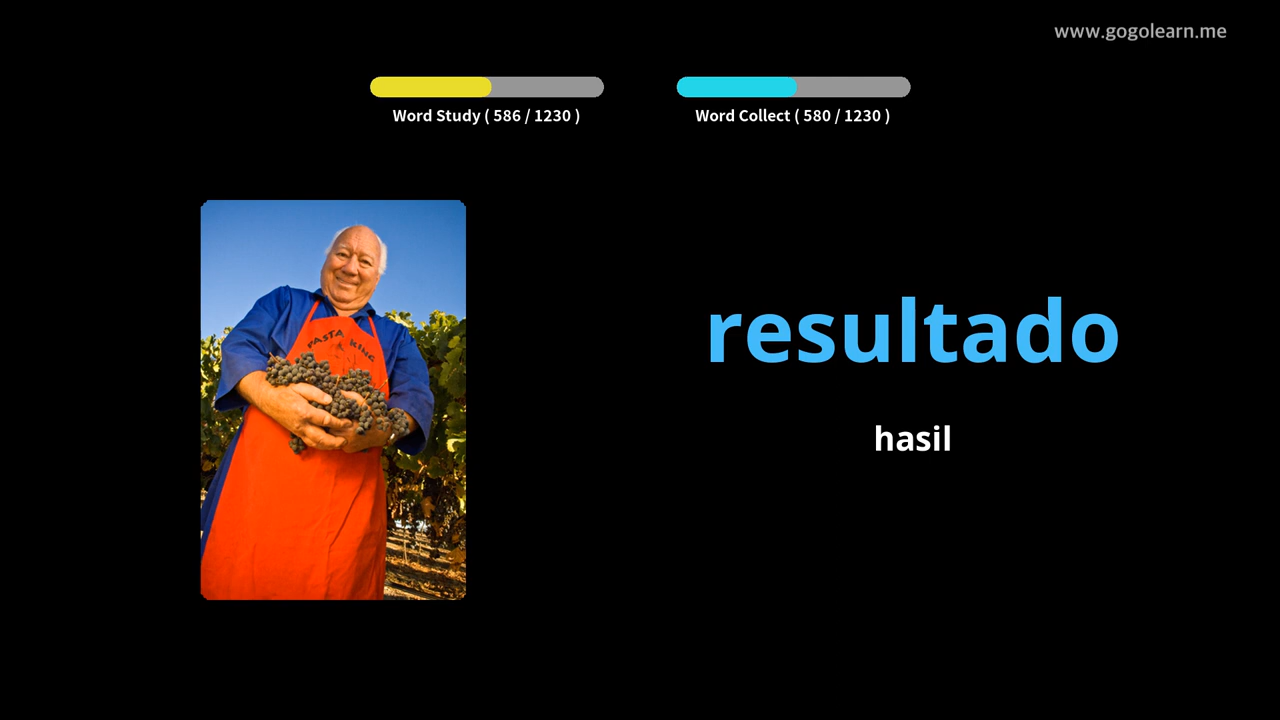 www.gogolearn.me
Word Study ( 586 / 1230 )
Word Collect ( 580 / 1230 )
PASTA KING
resultado
hasil